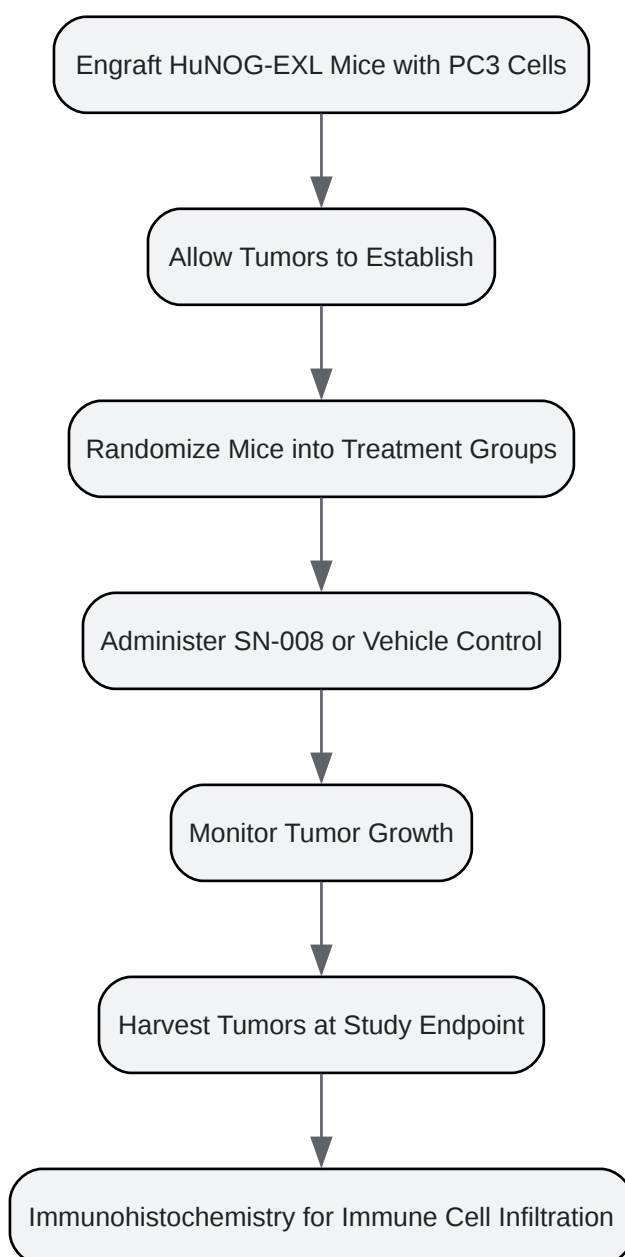 Engraft HuNOG-EXL Mice with PC3 Cells
Allow Tumors to Establish
Randomize Mice into Treatment Groups
Administer SN-008 or Vehicle Control
Monitor Tumor Growth
Harvest Tumors at Study Endpoint
Immunohistochemistry for Immune Cell Infiltration